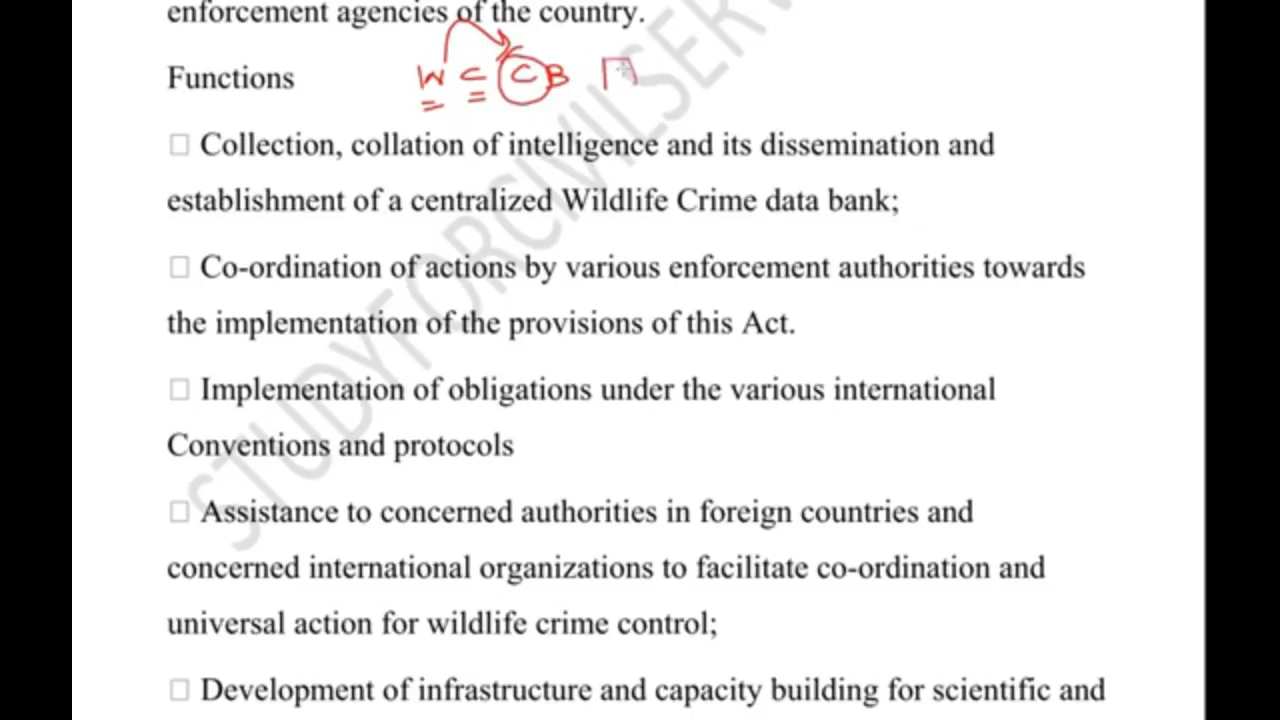 enforcement agencies of the country.
Functions W C C B
Collection, collation of intelligence and its dissemination and
establishment of a centralized Wildlife Crime data bank;
Co-ordination of actions by various enforcement authorities towards
the implementation of the provisions of this Act.
Implementation of obligations under the various international
Conventions and protocols
Assistance to concerned authorities in foreign countries and
concerned international organizations to facilitate co-ordination and
universal action for wildlife crime control;
Development of infrastructure and capacity building for scientific and
STUDYFORCIVILSERV